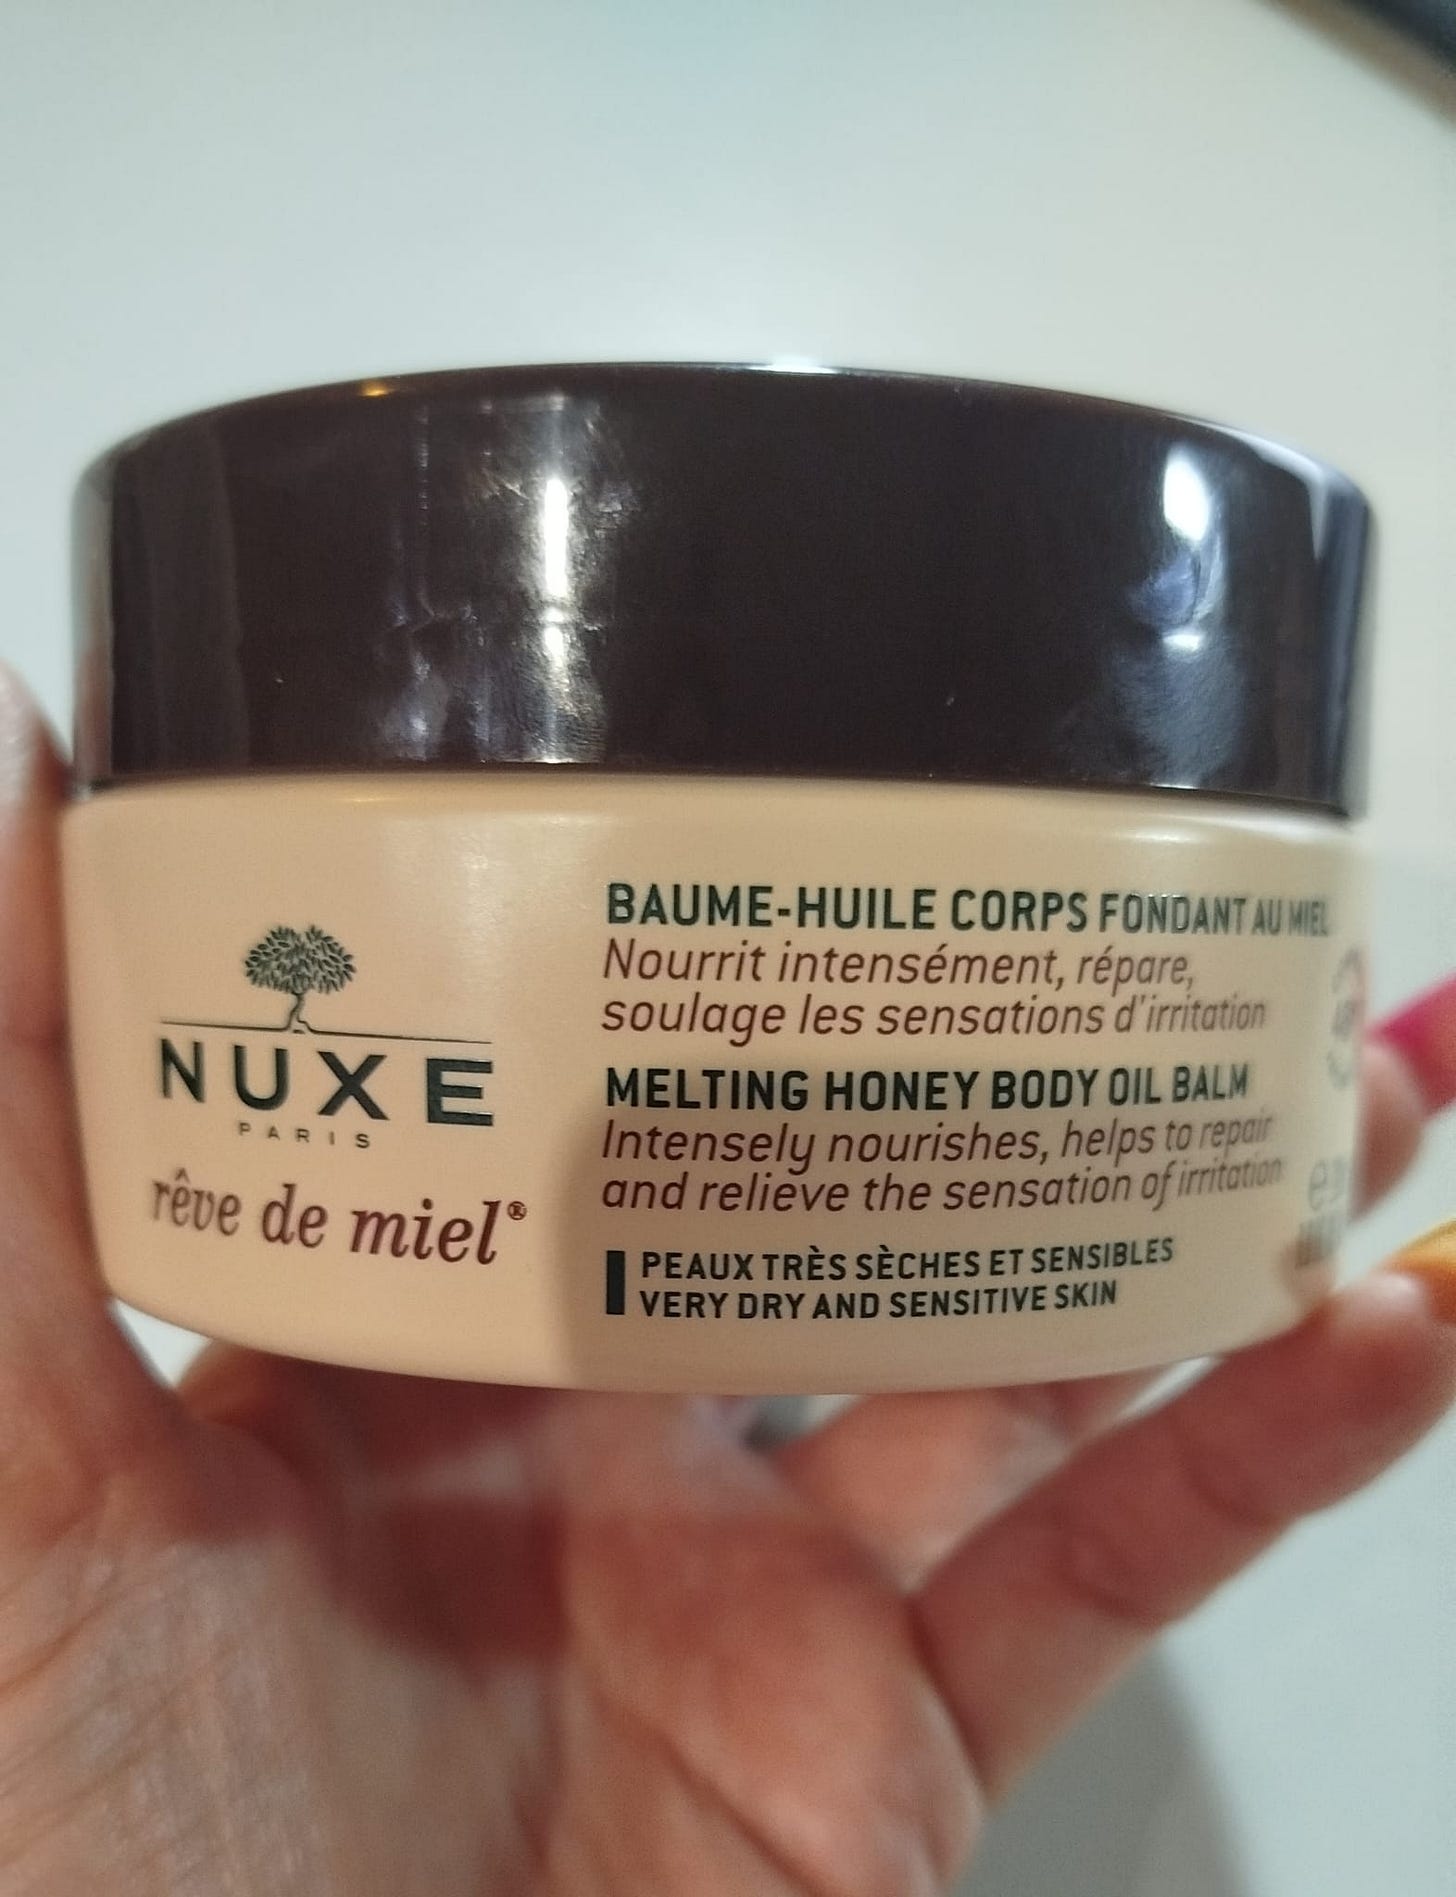 NUXE
PARIS
rêve de miel®
BAUME-HUILE CORPS FONDANT AU MIEL
Nourrit intensément, répare,
soulage les sensations d'irritation
MELTING HONEY BODY OIL BALM
Intensely nourishes, helps to repair
and relieve the sensation of irritation
PEAUX TRÈS SÈCHES ET SENSIBLES
VERY DRY AND SENSITIVE SKIN